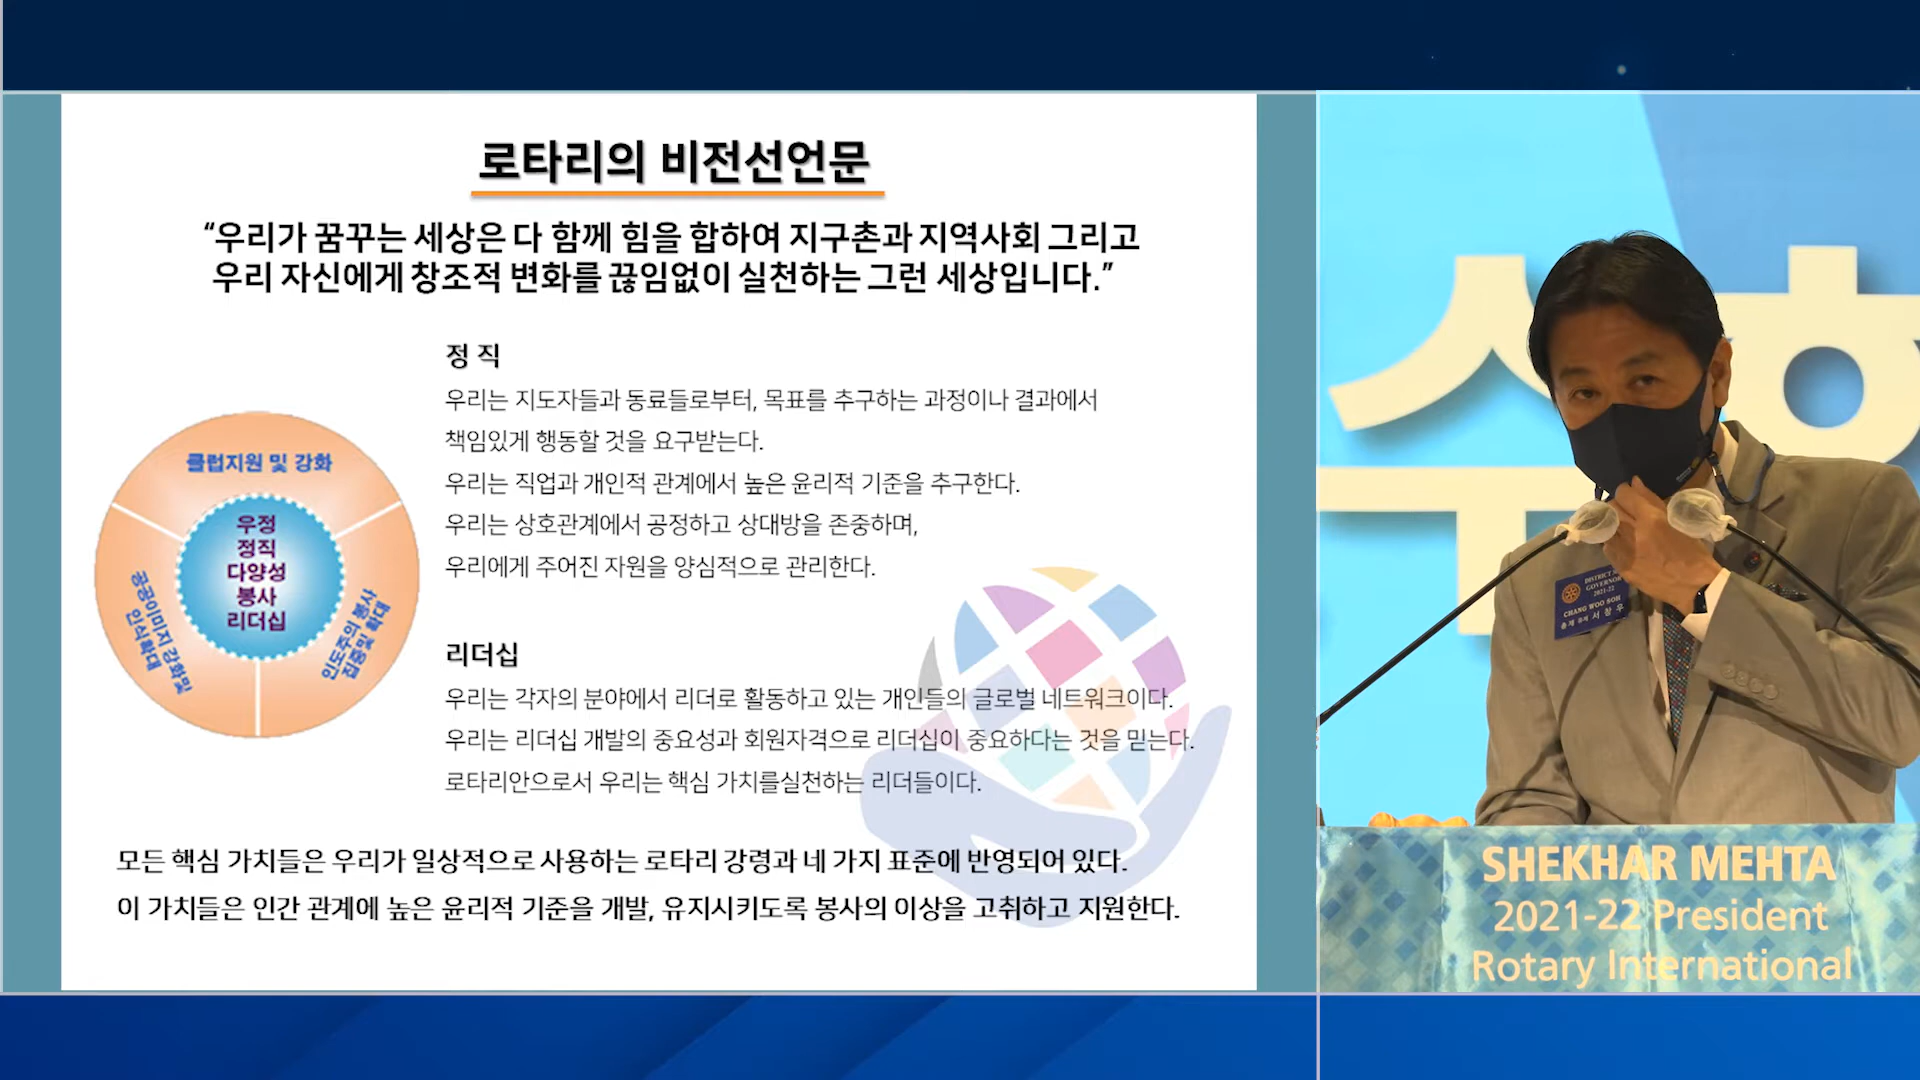 로타리의 비전선언문
“우리가 꿈꾸는 세상은 다 함께 힘을 합하여 지구촌과 지역사회 그리고
우리 자신에게 창조적 변화를 끊임없이 실천하는 그런 세상입니다.”
정 직
우리는 지도자들과 동료들로부터, 목표를 추구하는 과정이나 결과에서
책임있게 행동할 것을 요구받는다.
우리는 직업과 개인적 관계에서 높은 윤리적 기준을 추구한다.
우리는 상호관계에서 공정하고 상대방을 존중하며,
우리에게 주어진 자원을 양심적으로 관리한다.
클럽지원 및 강화
우정
정직
다양성
봉사
리더십
공공이미지 강화및
인식확대
인도주의 봉사
집중및 확대
리더십
우리는 각자의 분야에서 리더로 활동하고 있는 개인들의 글로벌 네트워크이다.
우리는 리더십 개발의 중요성과 회원자격으로 리더십이 중요하다는 것을 믿는다.
로타리안으로서 우리는 핵심 가치를실천하는 리더들이다.
모든 핵심 가치들은 우리가 일상적으로 사용하는 로타리 강령과 네 가지 표준에 반영되어 있다.
이 가치들은 인간 관계에 높은 윤리적 기준을 개발, 유지시키도록 봉사의 이상을 고취하고 지원한다.
DISTRICT
GOVERNOR
2021-22
CHANG WOO SOH
총재 무계 서 창 우
SHEKHAR MEHTA
2021-22 President
Rotary International